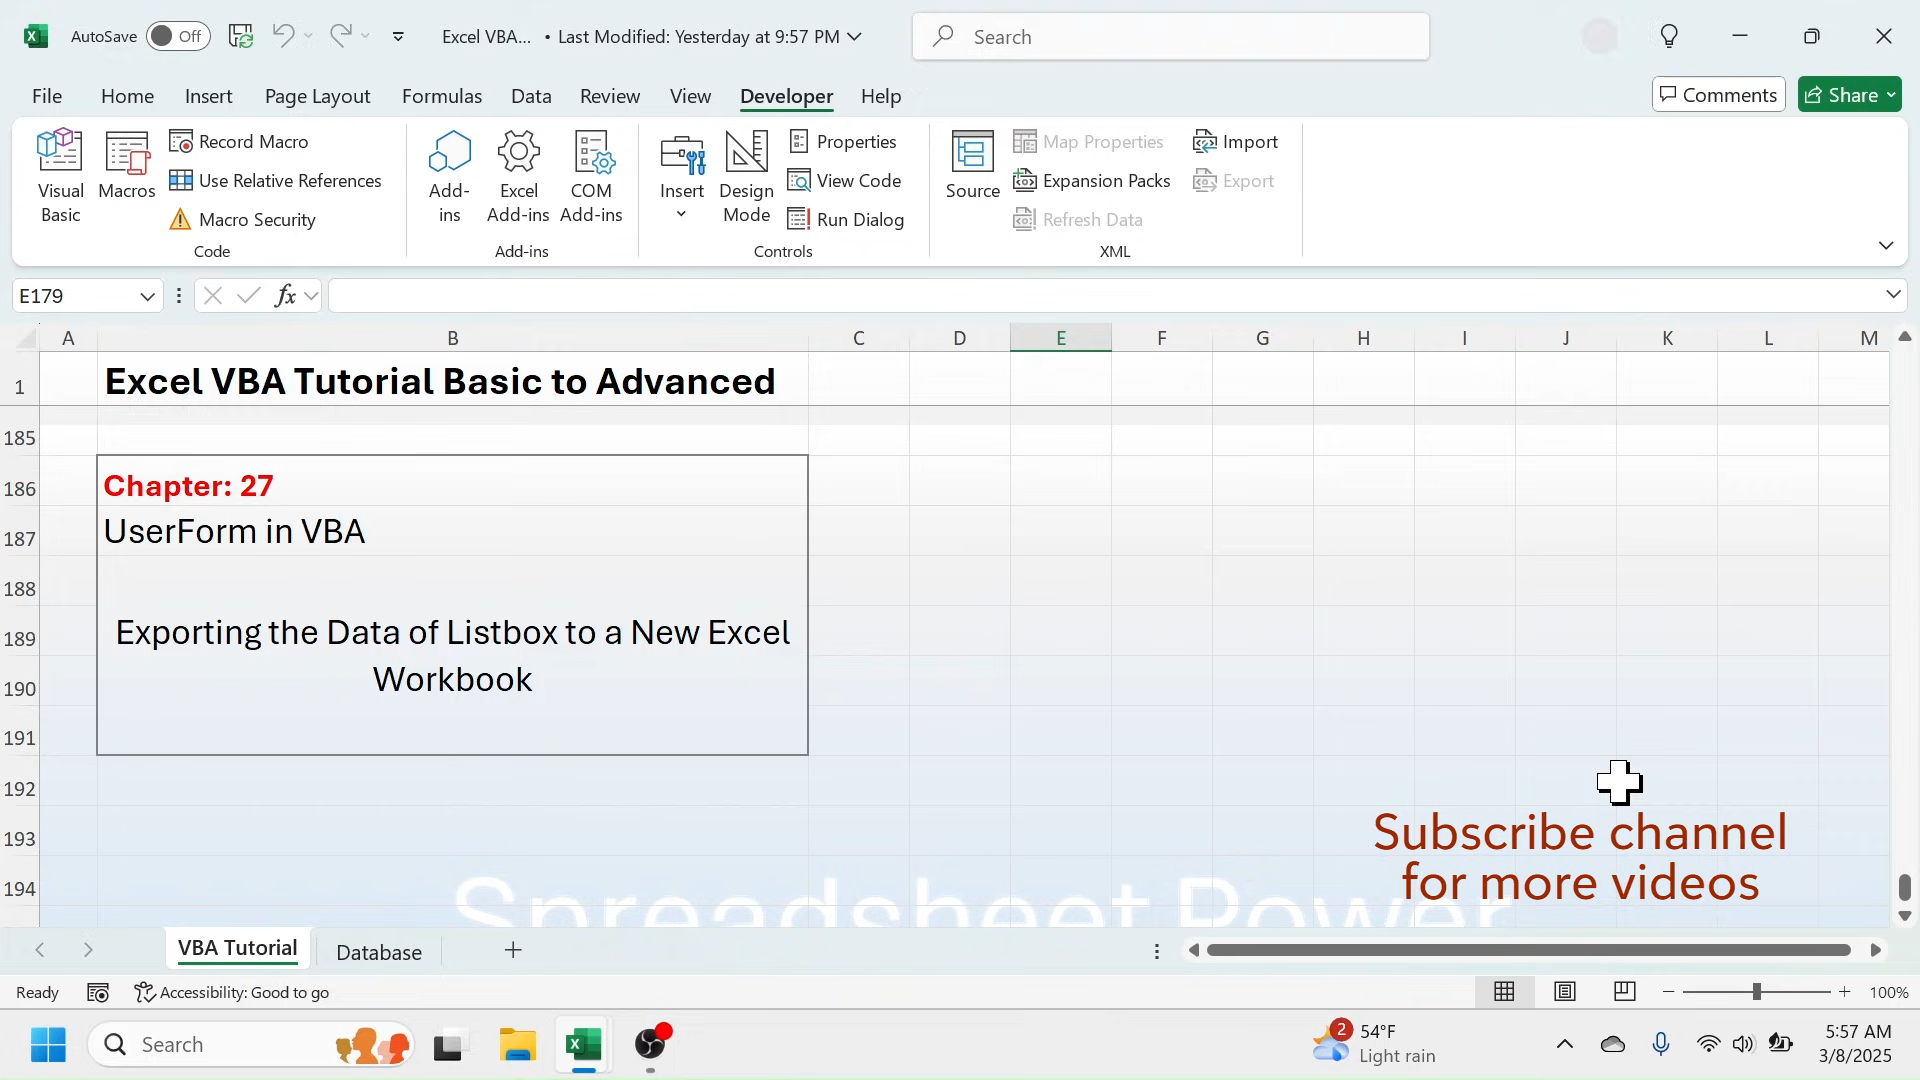 AutoSave Off Excel VBA... • Last Modified: Yesterday at 9:57 PM Search
File Home Insert Page Layout Formulas Data Review View Developer Help Comments Share
Visual Basic
Macros
Record Macro
Use Relative References
Macro Security
Code
Add-ins
Excel Add-ins
COM Add-ins
Add-ins
Insert
Design Mode
Properties
View Code
Run Dialog
Controls
Source
Map Properties
Expansion Packs
Refresh Data
Import
Export
XML
E179 fx
A B C D E F G H I J K L M
1 Excel VBA Tutorial Basic to Advanced
185
186 Chapter: 27
187 UserForm in VBA
188
189 Exporting the Data of Listbox to a New Excel
190 Workbook
191
192
193
194
Subscribe channel
for more videos
Spreadsheet Power
VBA Tutorial Database
Ready Accessibility: Good to go 100%
Search 2 54°F
Light rain
5:57 AM
3/8/2025